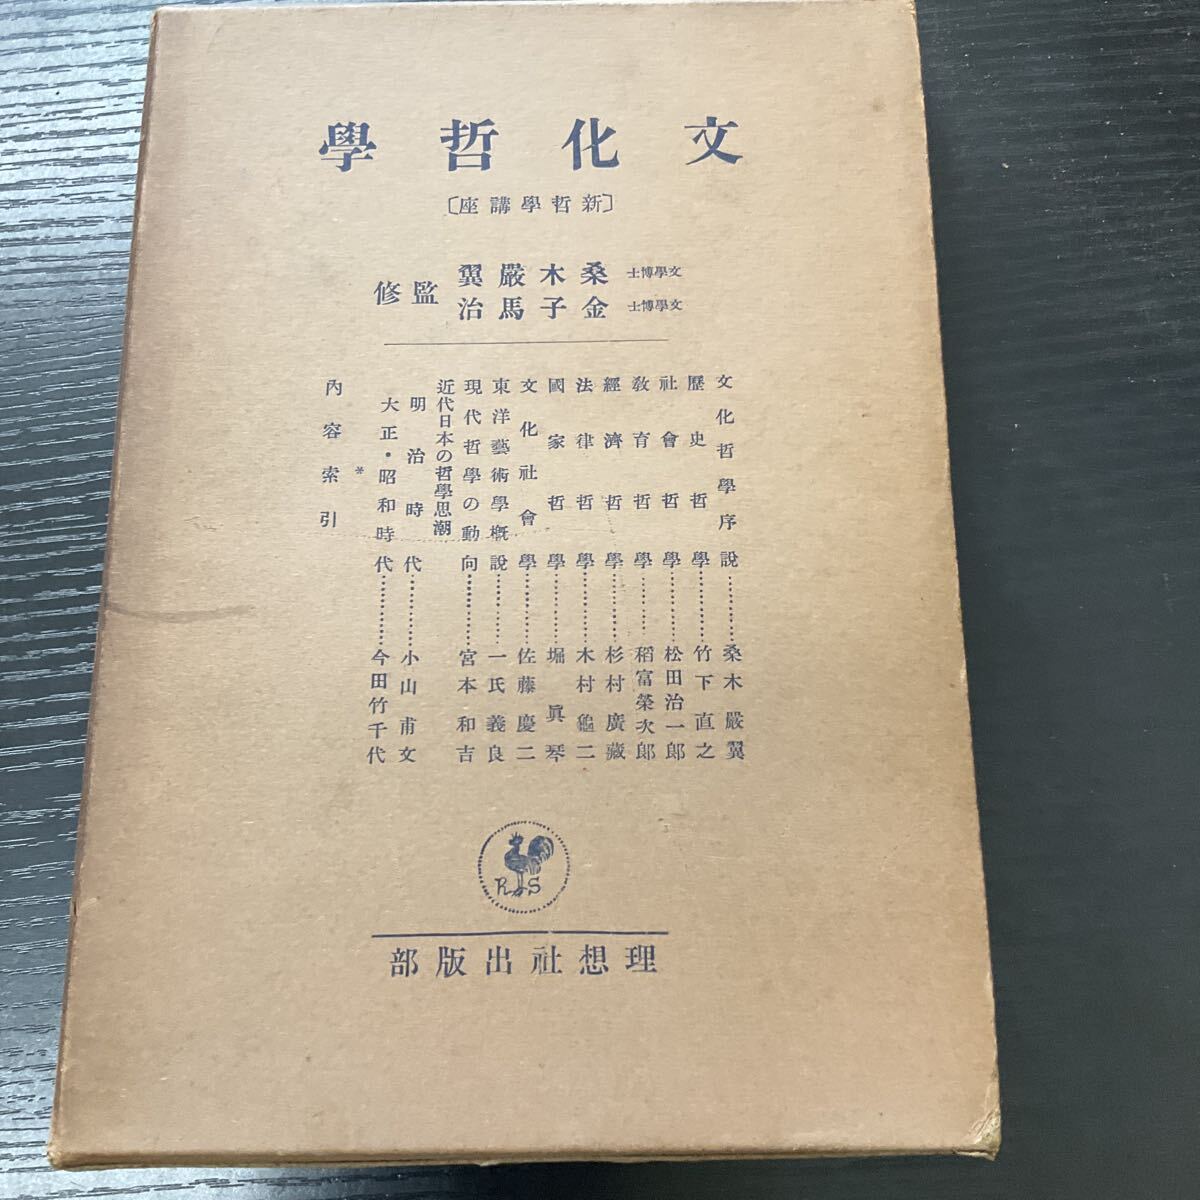 文化哲學
〔新哲學講座〕
文學博士 桑木嚴翼
文學博士 金子馬治
監修
文化哲學序說…………桑木嚴翼
歷史哲學…………竹下直之
社會哲學…………松田治一郎
敎育哲學…………稻富榮次郎
經濟哲學…………杉村廣藏
法律哲學…………木村龜二
國家哲學…………堀眞琴
文化社會學…………佐藤慶二
東洋藝術學槪說…………一氏義良
現代哲學の動向…………宮本和吉
近代日本の哲學思潮
明治時代…………小山甫文
大正・昭和時代…………今田竹千代
*
內容索引
R S
理想社出版部